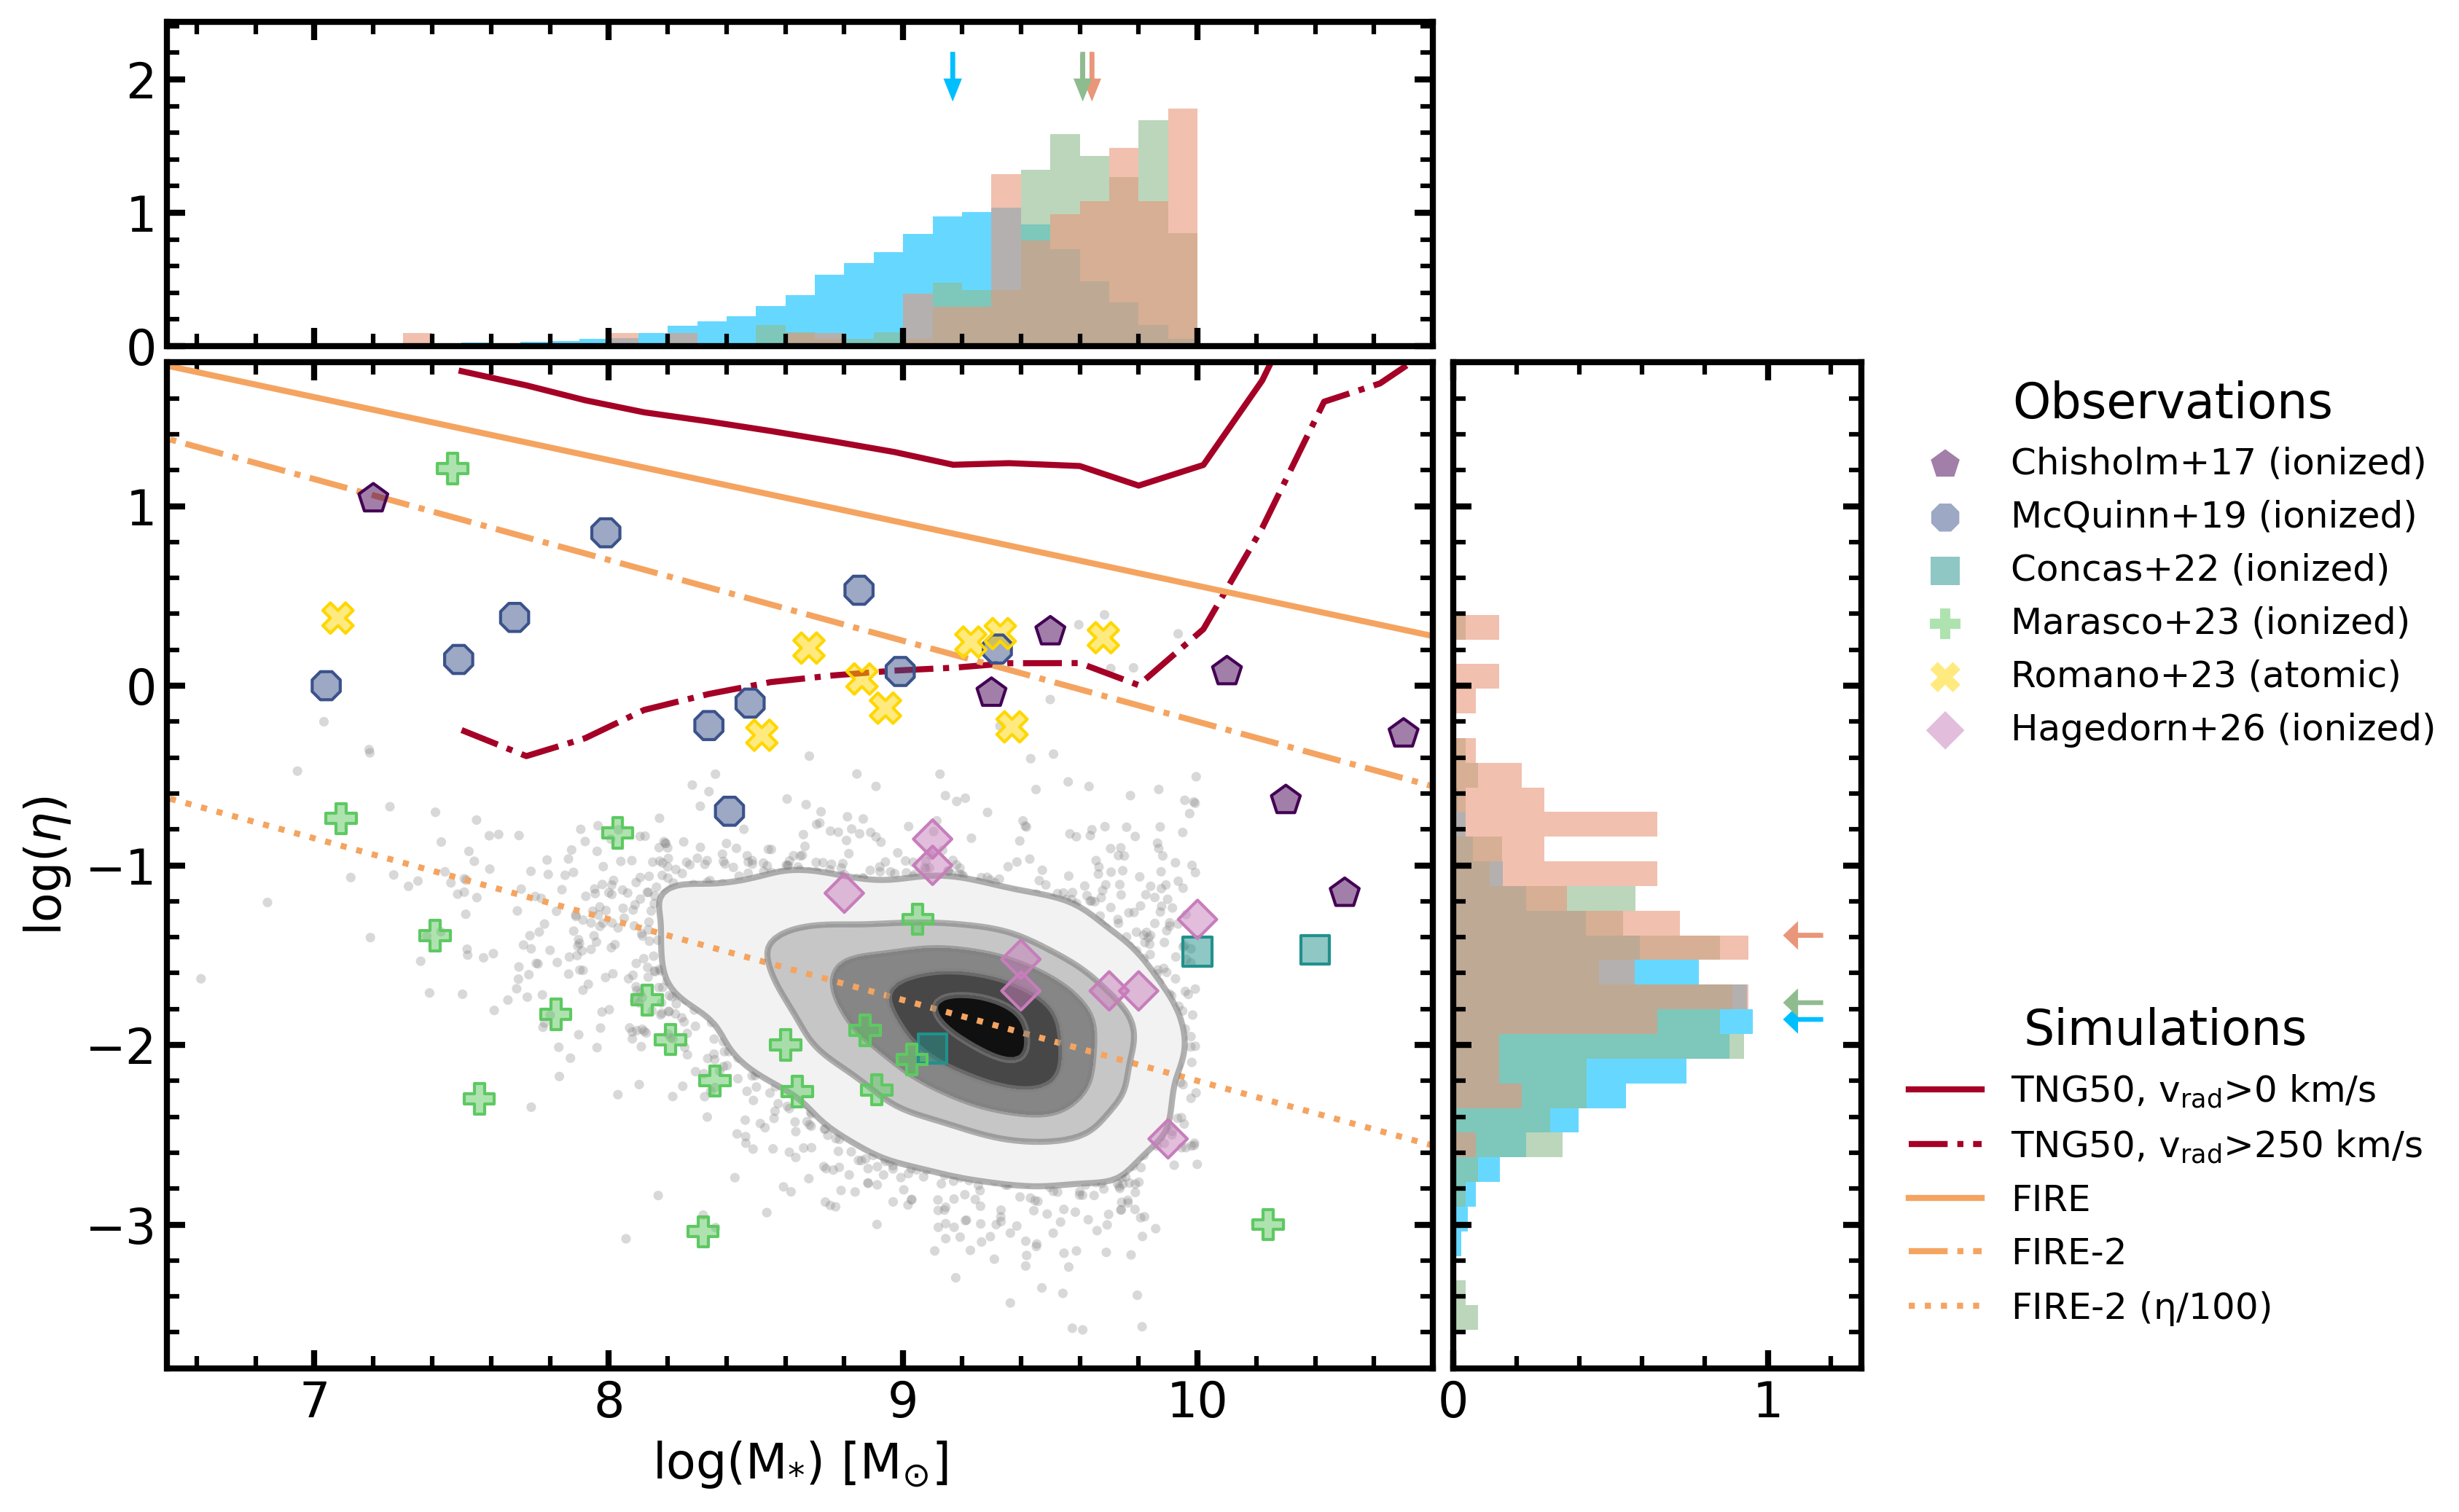 2
1
0
1
0
−1
−2
−3
log(η)
7 8 9 10
log(M*) [M⊙]
0 1
Observations
Chisholm+17 (ionized)
McQuinn+19 (ionized)
Concas+22 (ionized)
Marasco+23 (ionized)
Romano+23 (atomic)
Hagedorn+26 (ionized)
Simulations
TNG50, vrad>0 km/s
TNG50, vrad>250 km/s
FIRE
FIRE-2
FIRE-2 (η/100)